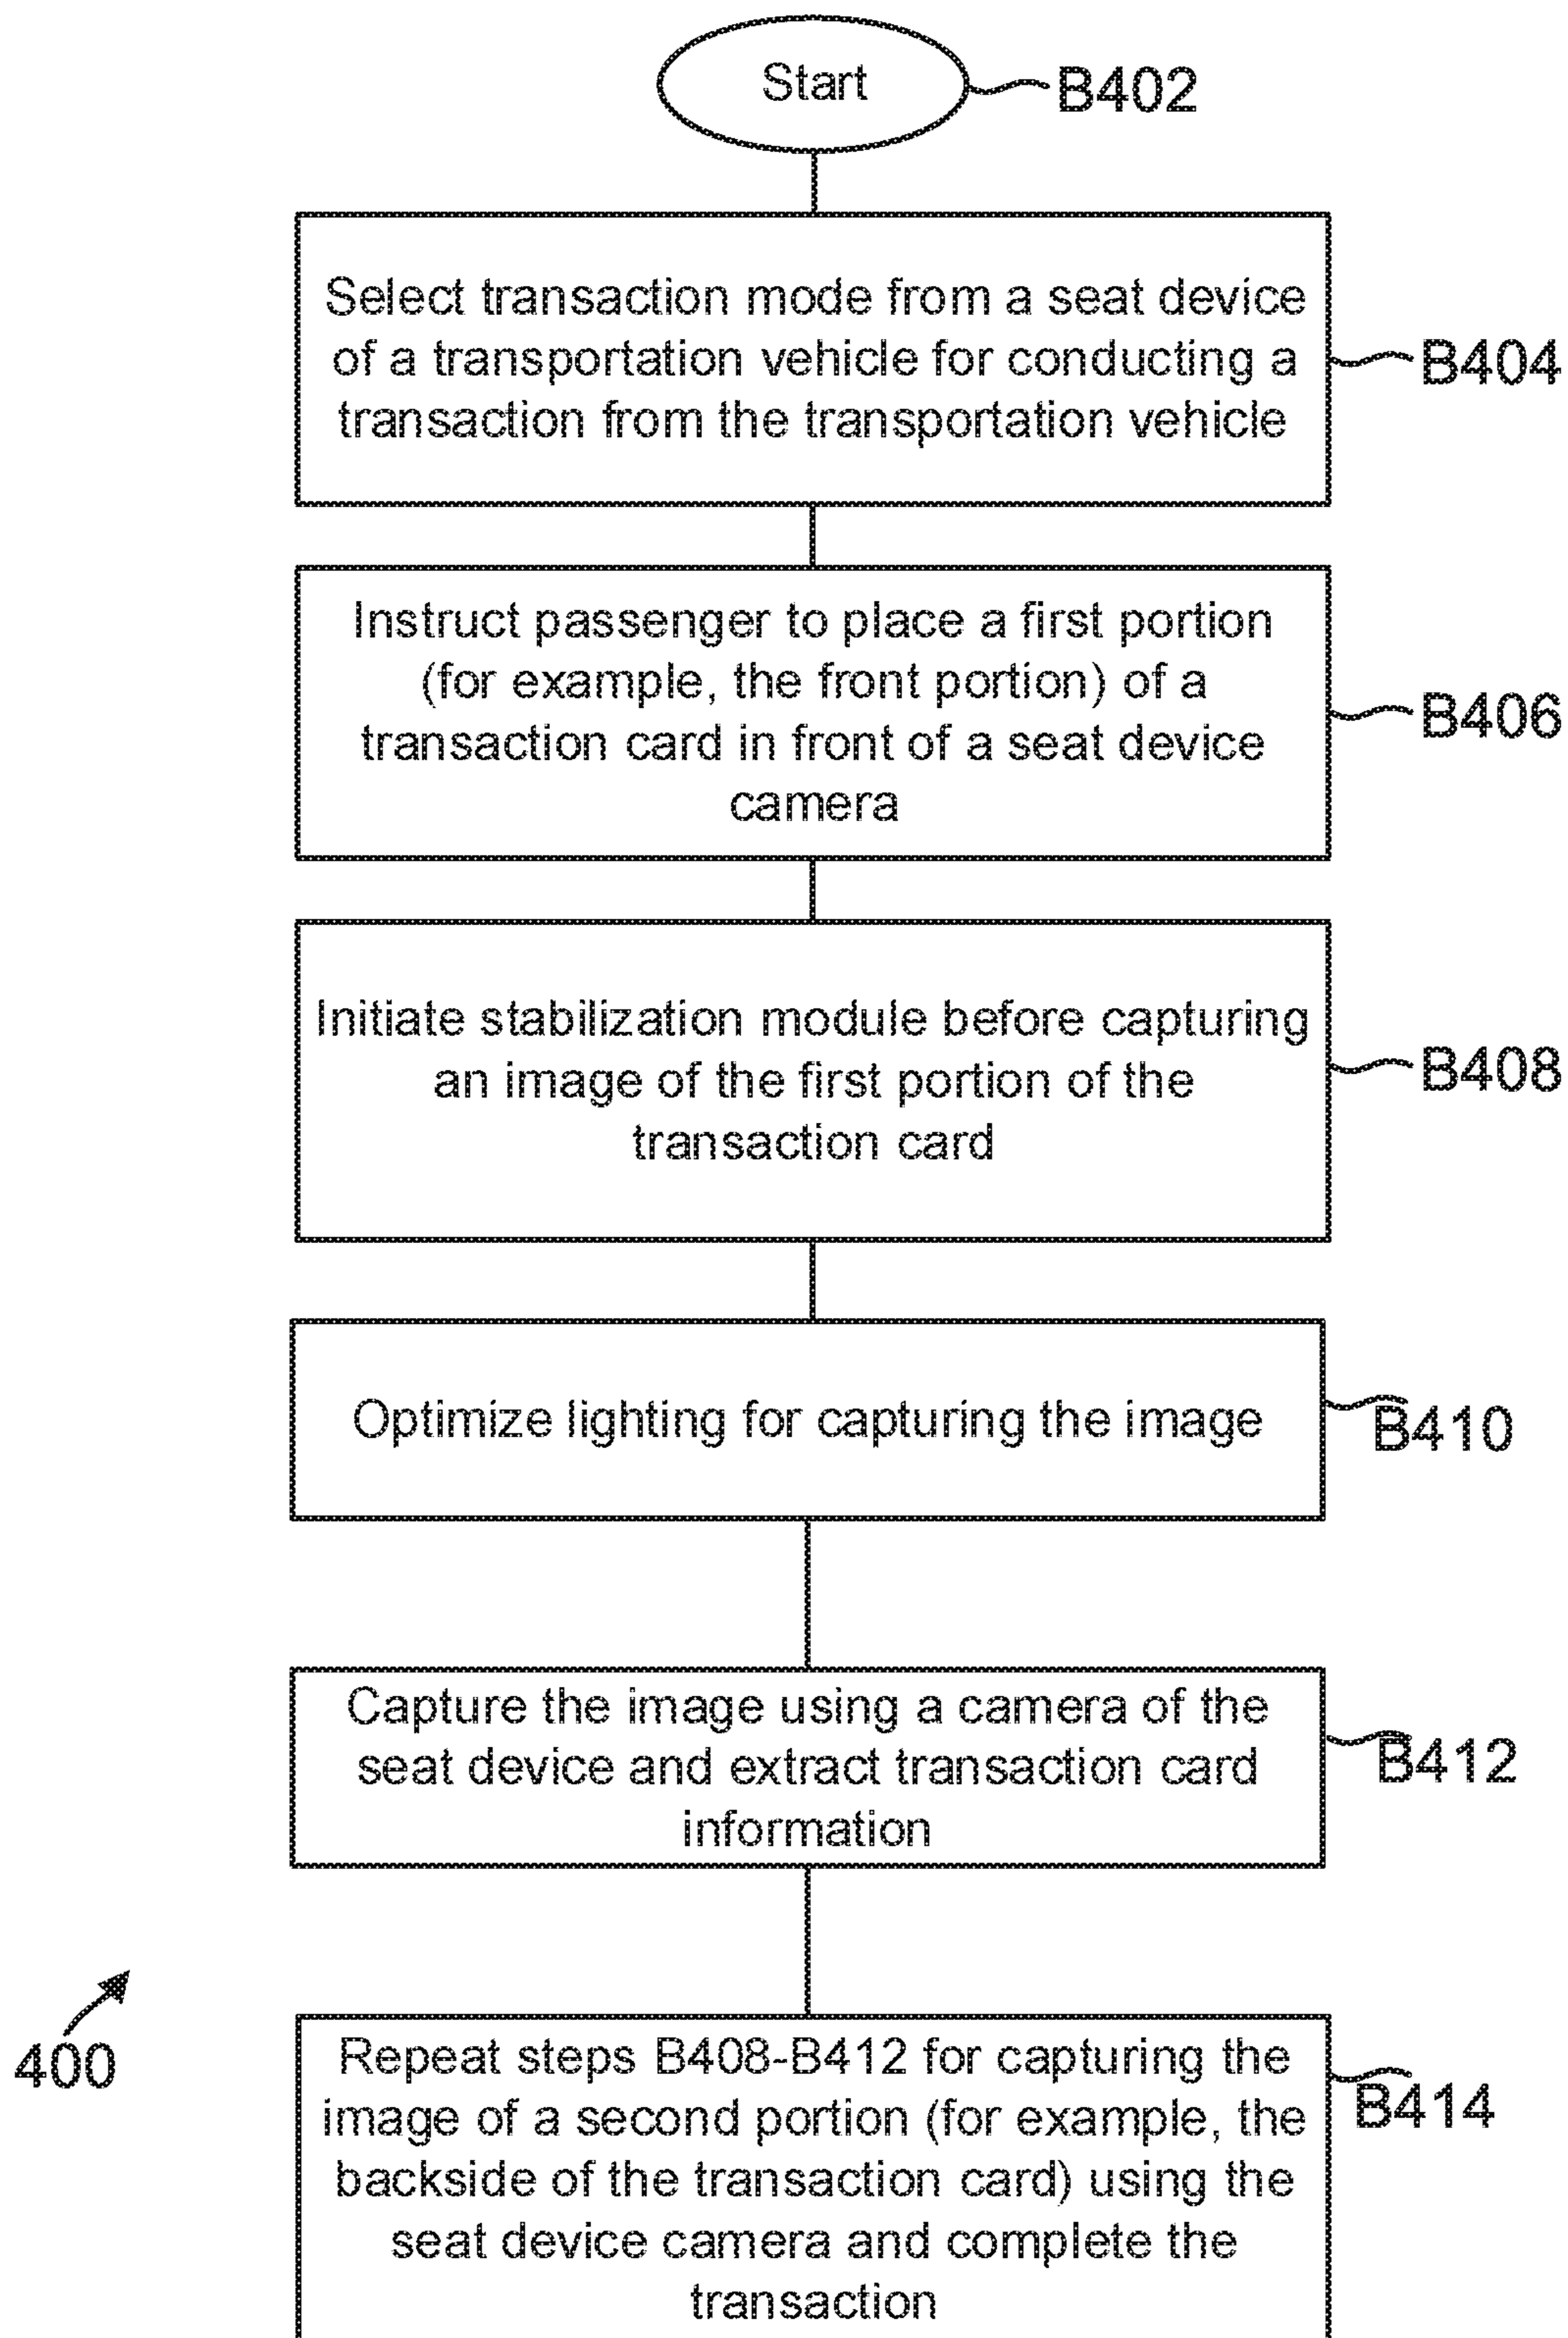 Start
B402
Select transaction mode from a seat device
of a transportation vehicle for conducting a
transaction from the transportation vehicle
B404
Instruct passenger to place a first portion
(for example, the front portion) of a
transaction card in front of a seat device
camera
B406
Initiate stabilization module before capturing
an image of the first portion of the
transaction card
B408
Optimize lighting for capturing the image
B410
Capture the image using a camera of the
seat device and extract transaction card
information
B412
400
Repeat steps B408-B412 for capturing the
image of a second portion (for example, the
backside of the transaction card) using the
seat device camera and complete the
transaction
B414